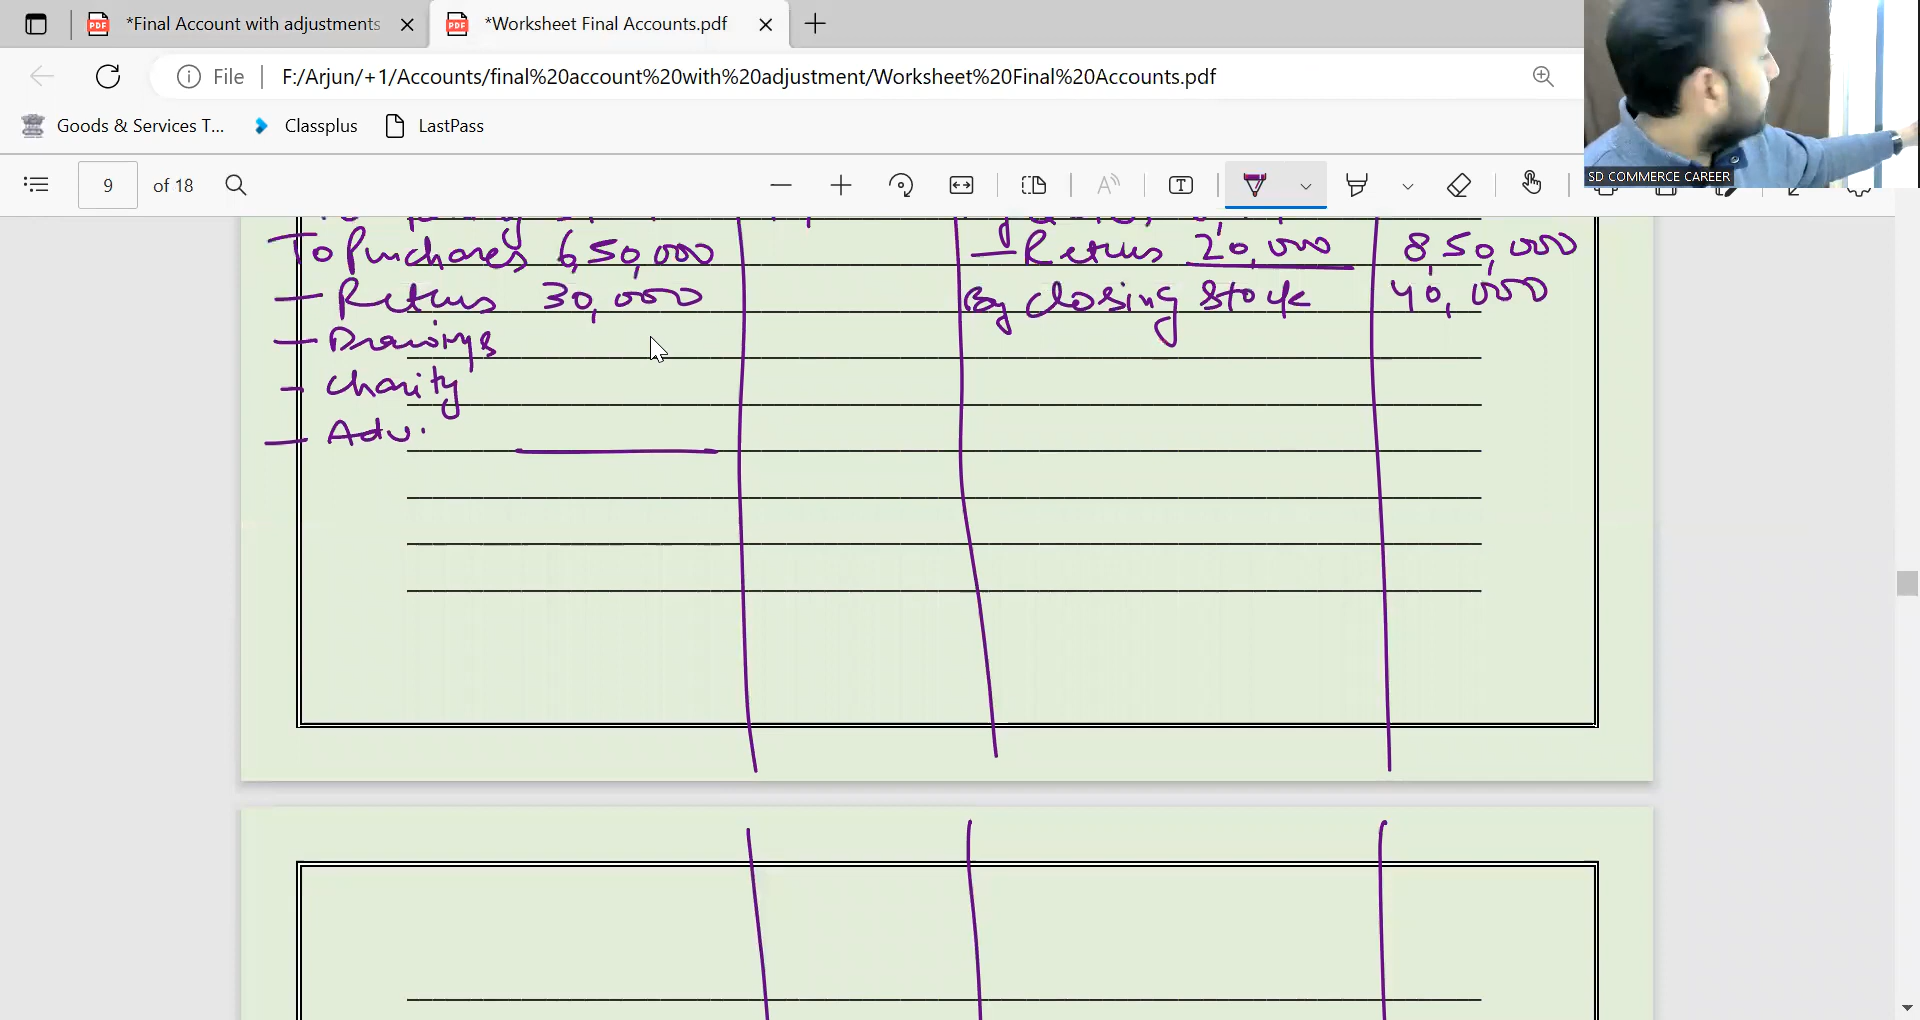 *Final Account with adjustments
*Worksheet Final Accounts.pdf
File
F:/Arjun/+1/Accounts/final%20account%20with%20adjustment/Worksheet%20Final%20Accounts.pdf
Goods & Services T...
Classplus
LastPass
SD COMMERCE CAREER
9
of 18
To Purchases 6,50,000
— Returns 30,000
— Drawings
- Charity
— Adv.
— Returns 20,000 8,50,000
By closing stock 40,000